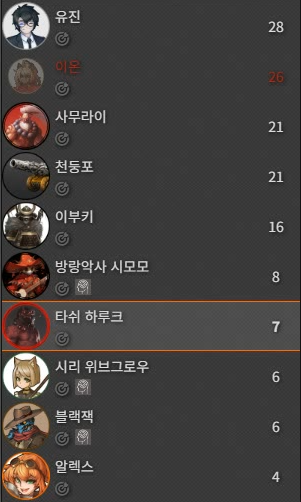 유진 28
이온 26
사무라이 21
천둥포 21
이부키 16
방랑악사 시모모 8
타쉬 하루크 7
시리 위브그로우 6
블랙잭 6
알렉스 4